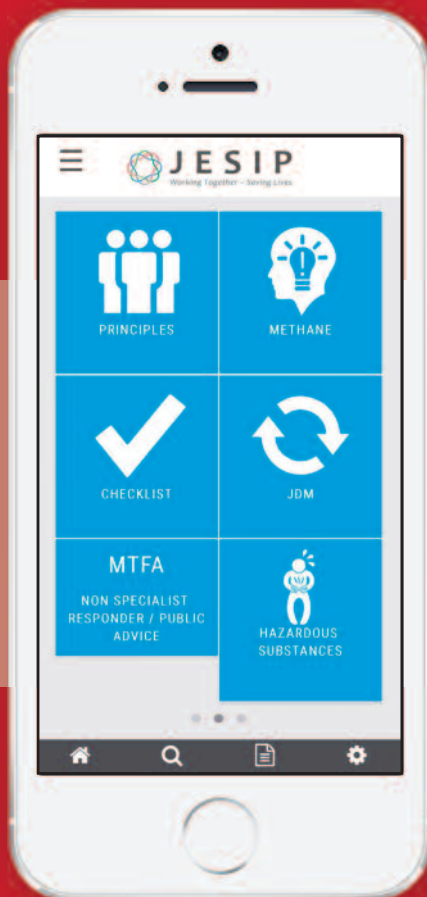 JESIP
Working Together – Saving Lives
PRINCIPLES
METHANE
CHECKLIST
JDM
MTFA
NON SPECIALIST
RESPONDER / PUBLIC
ADVICE
HAZARDOUS
SUBSTANCES